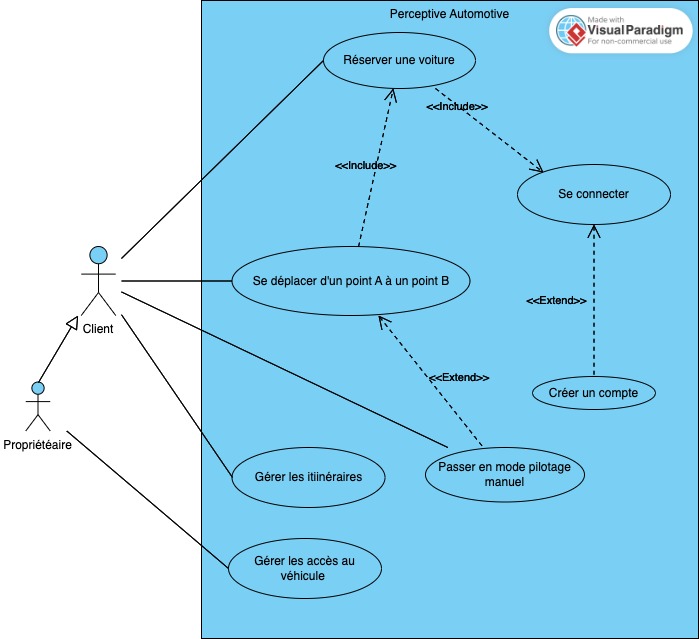 Perceptive Automotive
Made with
Visual Paradigm
For non-commercial use
Réserver une voiture
<<Include>>
<<Include>>
Se connecter
Se déplacer d'un point A à un point B
<<Extend>>
Client
<<Extend>>
Créer un compte
Propriétéaire
Gérer les itiinéraires
Passer en mode pilotage
manuel
Gérer les accès au
véhicule